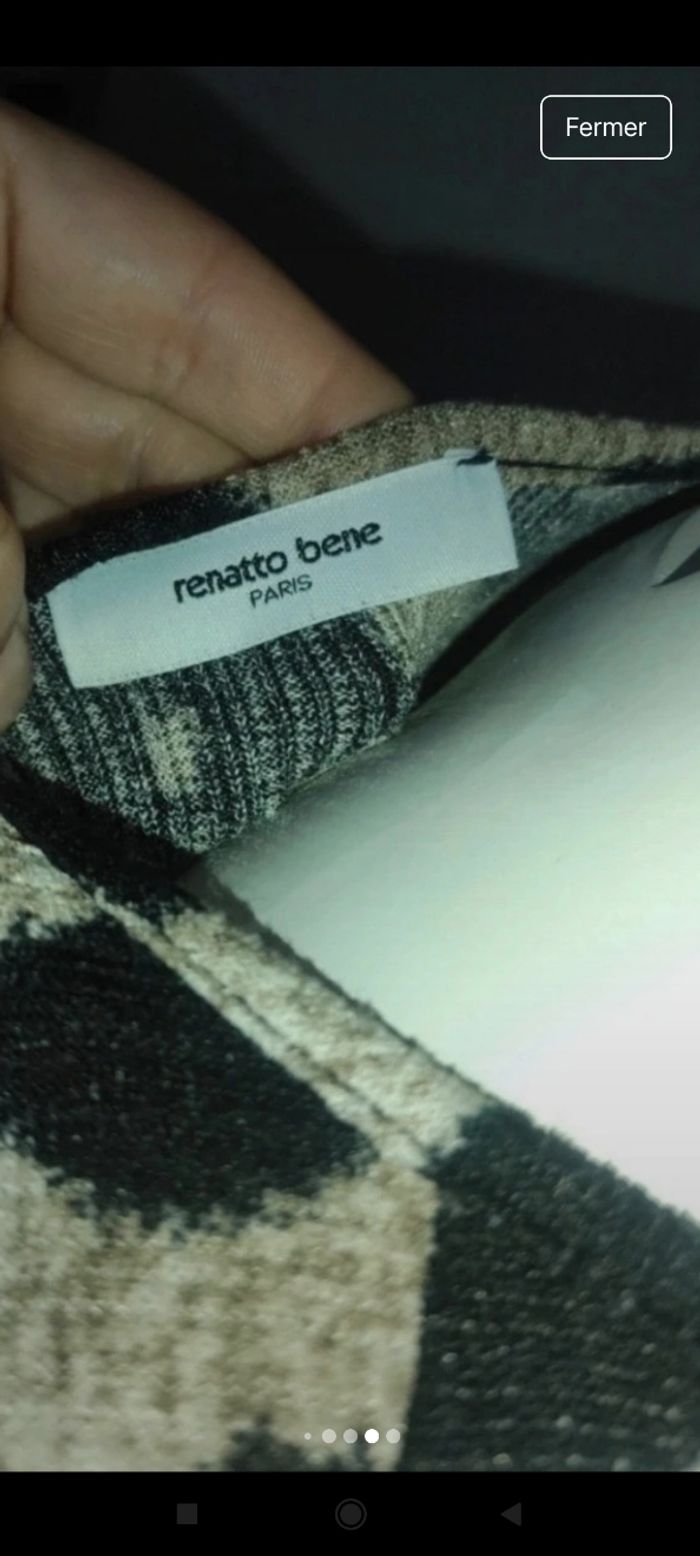 Fermer
renatto bene
PARIS